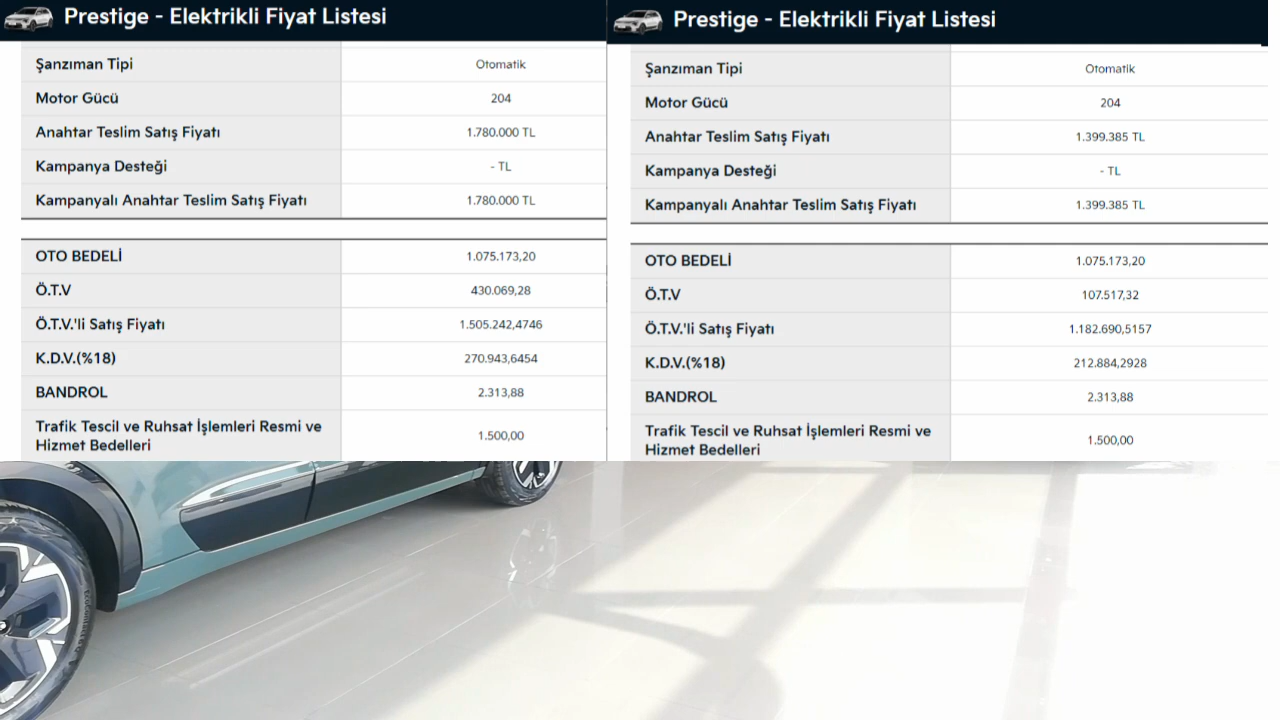 Prestige - Elektrikli Fiyat Listesi
Şanzıman Tipi Otomatik
Motor Gücü 204
Anahtar Teslim Satış Fiyatı 1.780.000 TL
Kampanya Desteği - TL
Kampanyalı Anahtar Teslim Satış Fiyatı 1.780.000 TL
OTO BEDELİ 1.075.173,20
Ö.T.V 430.069,28
Ö.T.V.'li Satış Fiyatı 1.505.242,4746
K.D.V.(%18) 270.943,6454
BANDROL 2.313,88
Trafik Tescil ve Ruhsat İşlemleri Resmi ve
Hizmet Bedelleri 1.500,00
Prestige - Elektrikli Fiyat Listesi
Şanzıman Tipi Otomatik
Motor Gücü 204
Anahtar Teslim Satış Fiyatı 1.399.385 TL
Kampanya Desteği - TL
Kampanyalı Anahtar Teslim Satış Fiyatı 1.399.385 TL
OTO BEDELİ 1.075.173,20
Ö.T.V 107.517,32
Ö.T.V.'li Satış Fiyatı 1.182.690,5157
K.D.V.(%18) 212.884,2928
BANDROL 2.313,88
Trafik Tescil ve Ruhsat İşlemleri Resmi ve
Hizmet Bedelleri 1.500,00